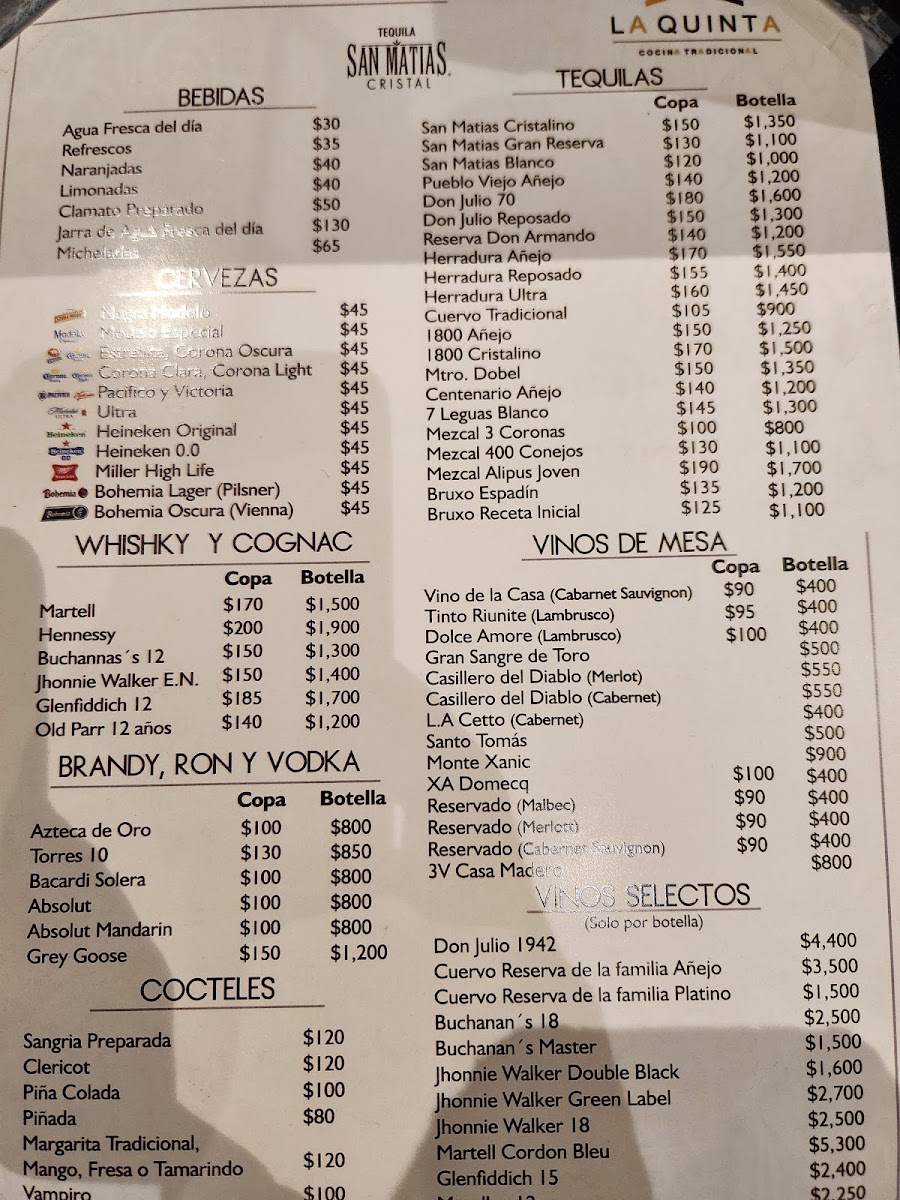 TEQUILA
SAN MATIAS
CRISTAL
LA QUINTA
COCINA TRADICIONAL
BEBIDAS
Agua Fresca del día $30
Refrescos $35
Naranjadas $40
Limonadas $40
Clamato Preparado $50
Jarra de Agua Fresca del día $130
Micheladas $65
CERVEZAS
Negra Modelo $45
Modelo Especial $45
Estrella, Corona Oscura $45
Corona Clara, Corona Light $45
Pacífico y Victoria $45
Ultra $45
Heineken Original $45
Heineken 0.0 $45
Miller High Life $45
Bohemia Lager (Pilsner) $45
Bohemia Oscura (Vienna) $45
WHISHKY Y COGNAC
Copa Botella
Martell $170 $1,500
Hennessy $200 $1,900
Buchannas´s 12 $150 $1,300
Jhonnie Walker E.N. $150 $1,400
Glenfiddich 12 $185 $1,700
Old Parr 12 años $140 $1,200
BRANDY, RON Y VODKA
Copa Botella
Azteca de Oro $100 $800
Torres 10 $130 $850
Bacardi Solera $100 $800
Absolut $100 $800
Absolut Mandarin $100 $800
Grey Goose $150 $1,200
COCTELES
Sangria Preparada $120
Clericot $120
Piña Colada $100
Piñada $80
Margarita Tradicional,
Mango, Fresa o Tamarindo $120
Vampiro $100
TEQUILAS
Copa Botella
San Matias Cristalino $150 $1,350
San Matias Gran Reserva $130 $1,100
San Matias Blanco $120 $1,000
Pueblo Viejo Añejo $140 $1,200
Don Julio 70 $180 $1,600
Don Julio Reposado $150 $1,300
Reserva Don Armando $140 $1,200
Herradura Añejo $170 $1,550
Herradura Reposado $155 $1,400
Herradura Ultra $160 $1,450
Cuervo Tradicional $105 $900
1800 Añejo $150 $1,250
1800 Cristalino $170 $1,500
Mtro. Dobel $150 $1,350
Centenario Añejo $140 $1,200
7 Leguas Blanco $145 $1,300
Mezcal 3 Coronas $100 $800
Mezcal 400 Conejos $130 $1,100
Mezcal Alipus Joven $190 $1,700
Bruxo Espadín $135 $1,200
Bruxo Receta Inicial $125 $1,100
VINOS DE MESA
Copa Botella
Vino de la Casa (Cabarnet Sauvignon) $90 $400
Tinto Riunite (Lambrusco) $95 $400
Dolce Amore (Lambrusco) $100 $400
Gran Sangre de Toro $500
Casillero del Diablo (Merlot) $550
Casillero del Diablo (Cabernet) $550
L.A Cetto (Cabernet) $400
Santo Tomás $500
Monte Xanic $900
XA Domecq $100 $400
Reservado (Malbec) $90 $400
Reservado (Merlott) $90 $400
Reservado (Cabernet Sauvignon) $90 $400
3V Casa Madero $800
VINOS SELECTOS
(Solo por botella)
Don Julio 1942 $4,400
Cuervo Reserva de la familia Añejo $3,500
Cuervo Reserva de la familia Platino $1,500
Buchanan´s 18 $2,500
Buchanan´s Master $1,500
Jhonnie Walker Double Black $1,600
Jhonnie Walker Green Label $2,700
Jhonnie Walker 18 $2,500
Martell Cordon Bleu $5,300
Glenfiddich 15 $2,400
$2,250